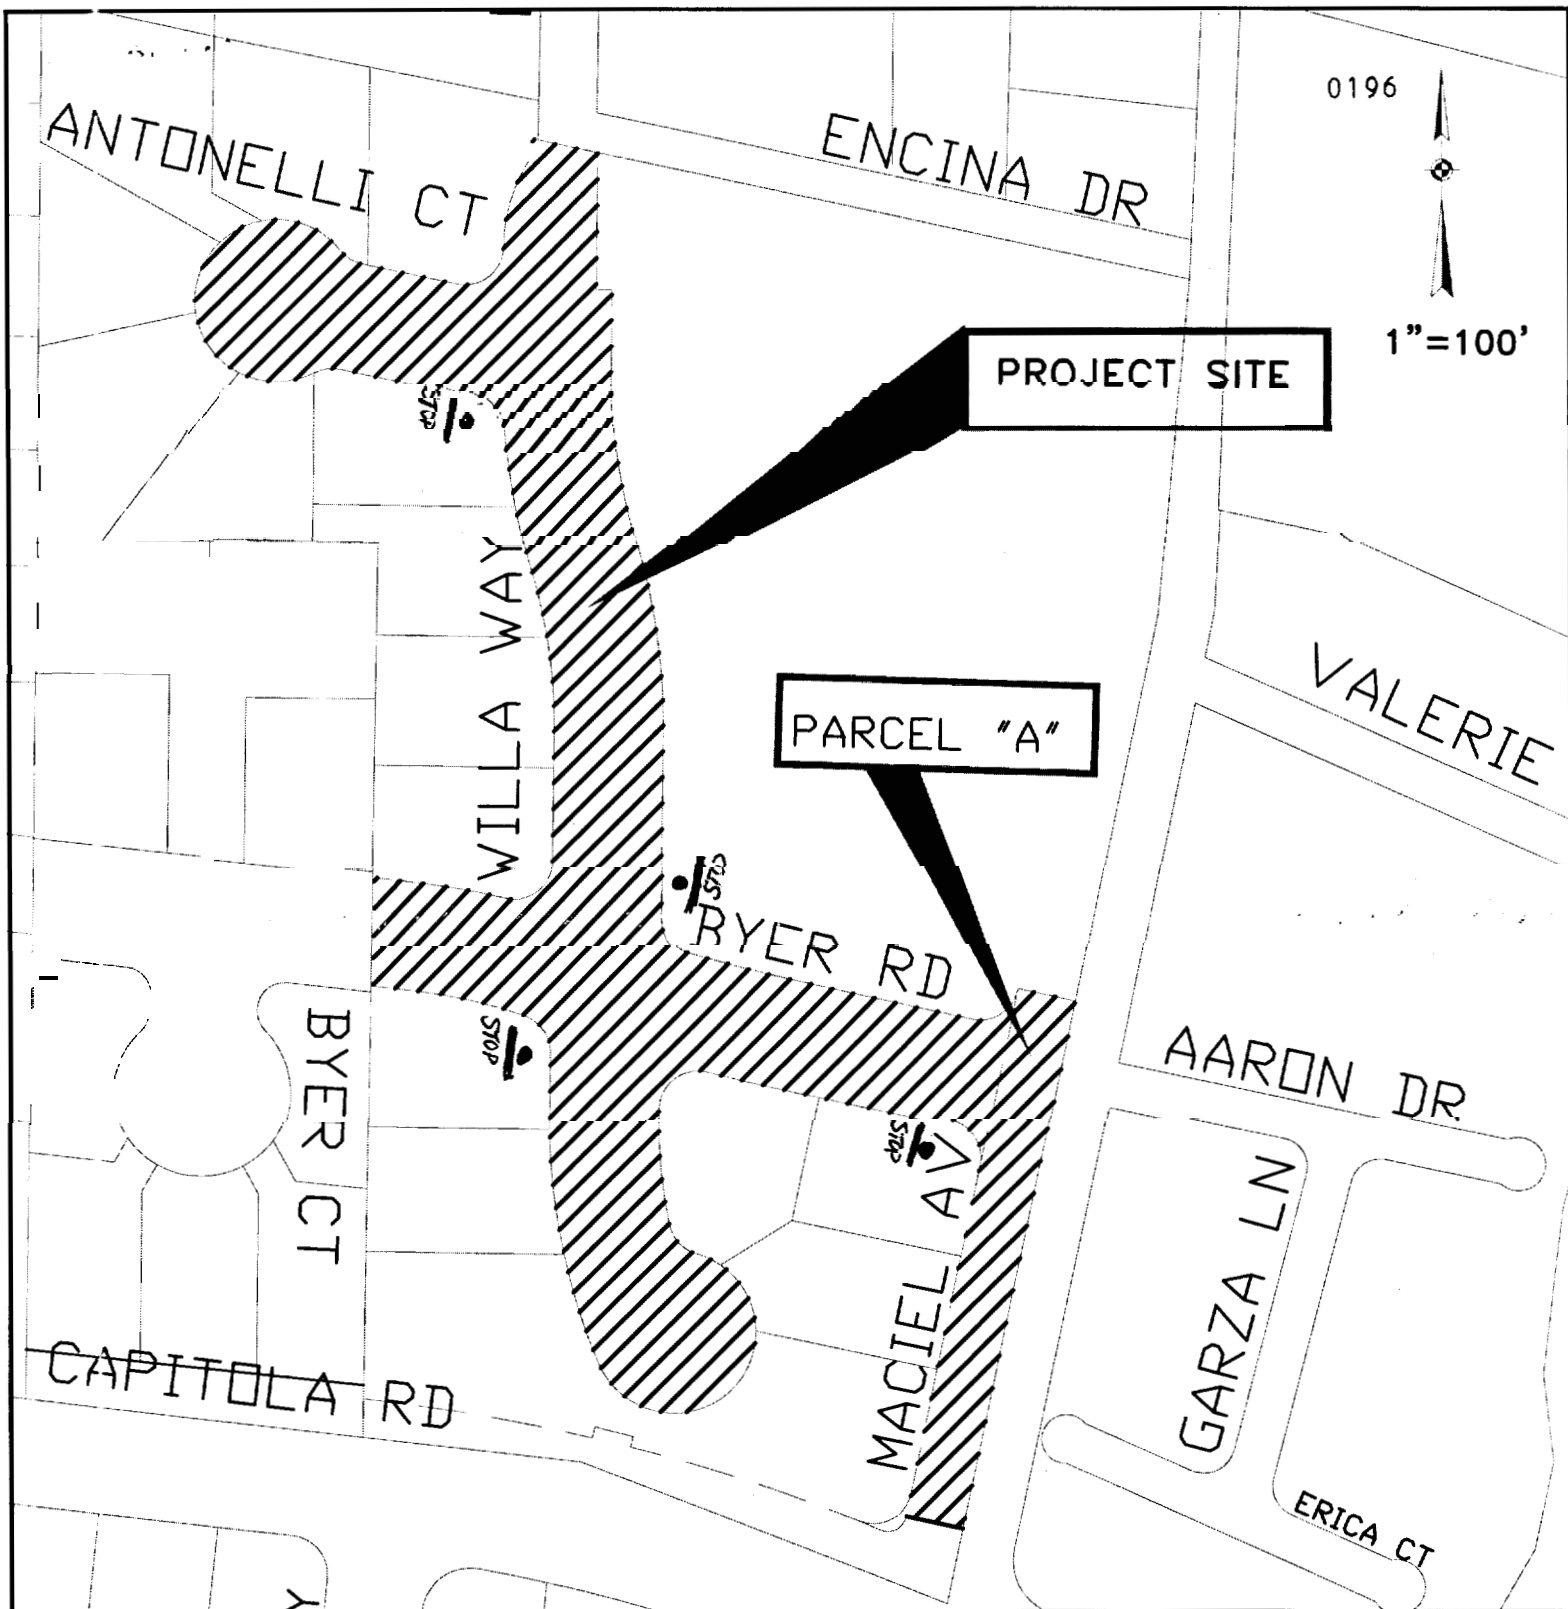 0196
ANTONELLI CT
ENCINA DR
1”=100’
PROJECT SITE
STOP
WILLA WAY
VALERIE
PARCEL "A"
STOP
BYER RD
STOP
BYER CT
AARON DR.
STOP
MACIEL AV
GARZA LN
CAPITOLA RD
ERICA CT
Y